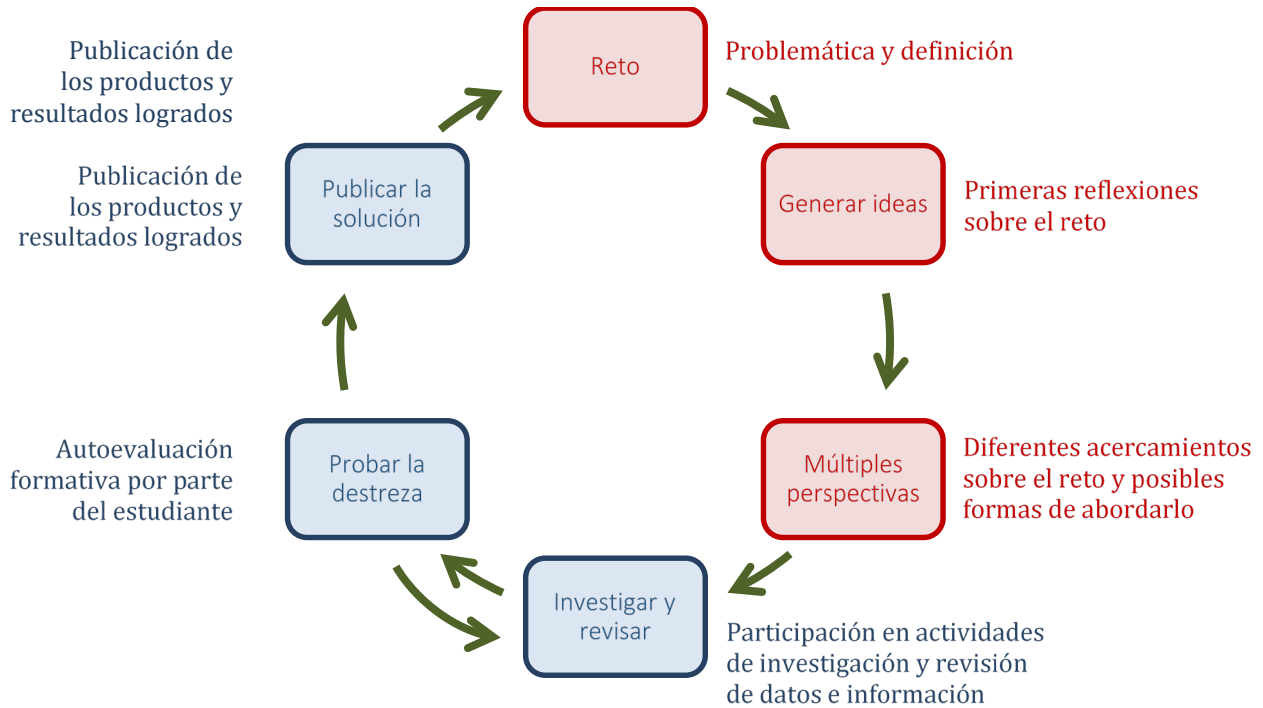 Publicación de
los productos y
resultados logrados
Reto
Problemática y definición
Publicación de
los productos y
resultados logrados
Publicar la
solución
Generar ideas
Primeras reflexiones
sobre el reto
Autoevaluación
formativa por parte
del estudiante
Probar la
destreza
Múltiples
perspectivas
Diferentes acercamientos
sobre el reto y posibles
formas de abordarlo
Investigar y
revisar
Participación en actividades
de investigación y revisión
de datos e información